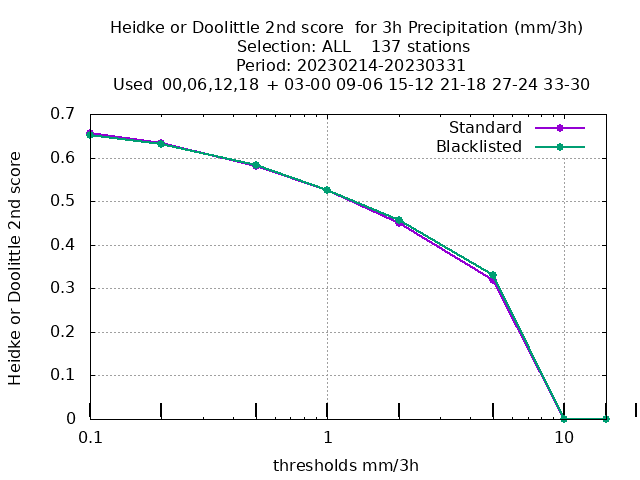 Heidke or Doolittle 2nd score  for 3h Precipitation (mm/3h)
Selection: ALL    137 stations
Period: 20230214-20230331
Used  00,06,12,18  + 03-00 09-06 15-12 21-18 27-24 33-30
Standard
Blacklisted
Heidke or Doolittle 2nd score
0.7
0.6
0.5
0.4
0.3
0.2
0.1
0
0.1
1
10
thresholds mm/3h